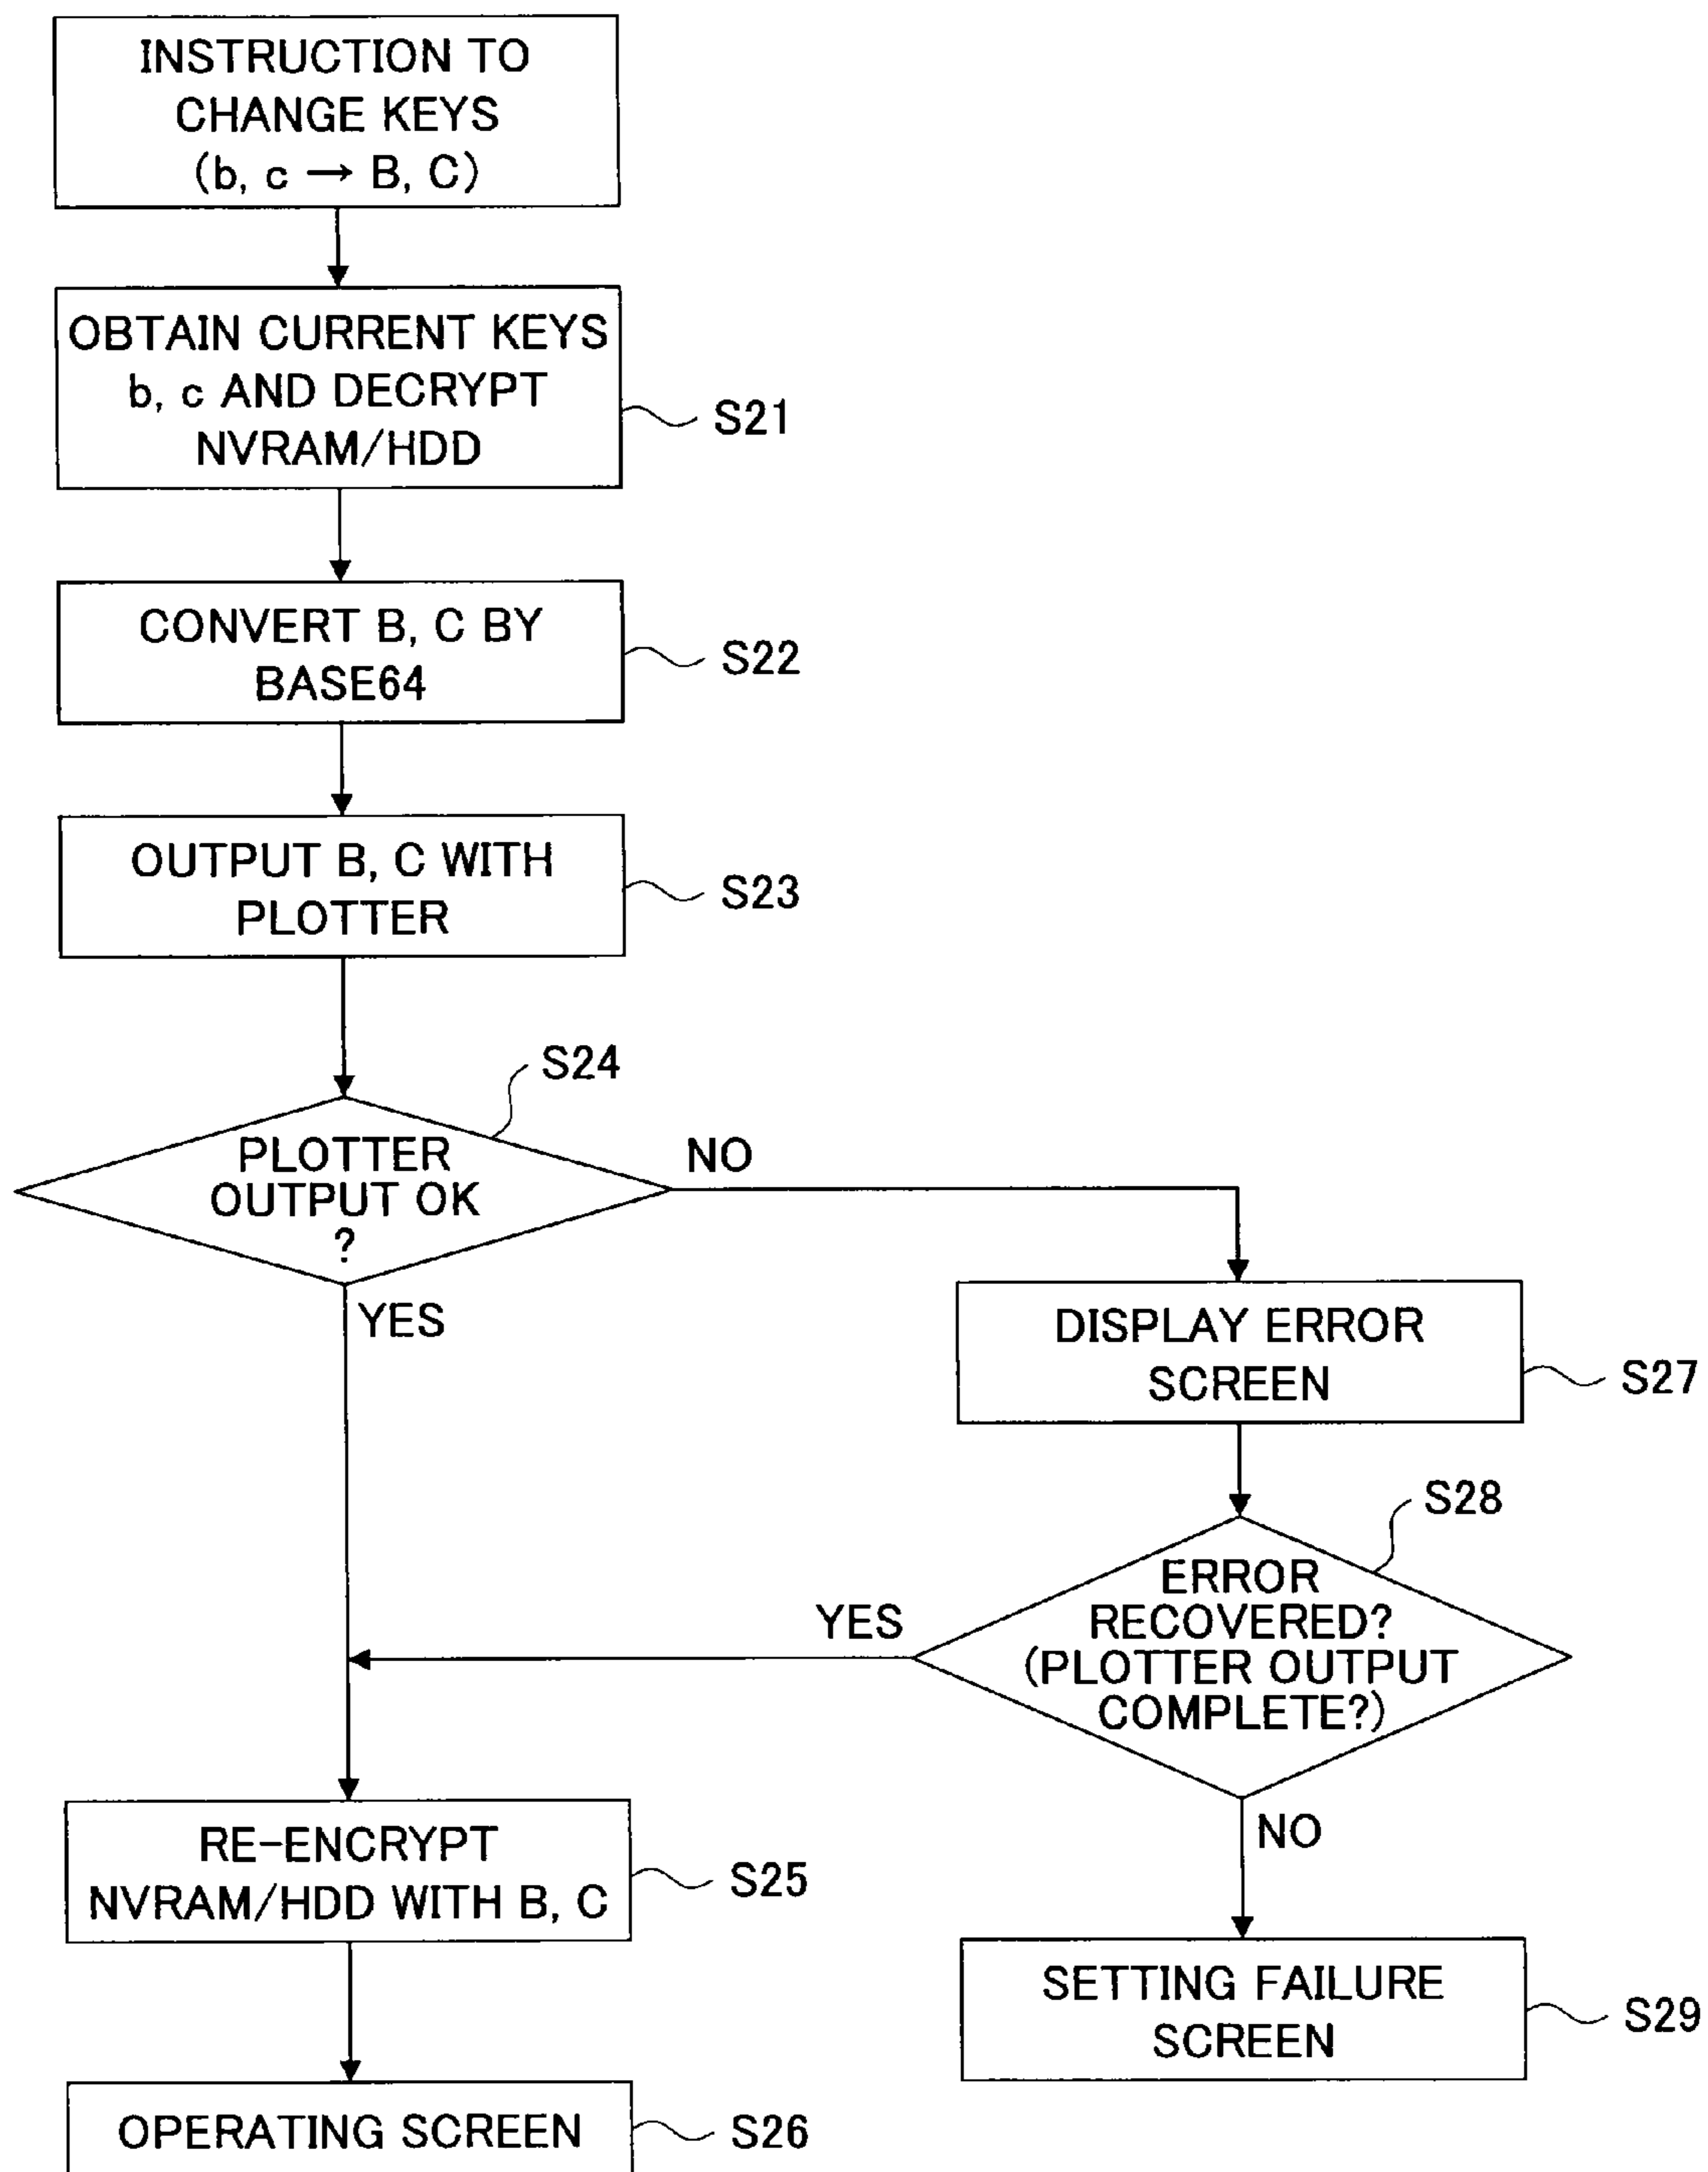 INSTRUCTION TO
CHANGE KEYS
(b, c → B, C)
OBTAIN CURRENT KEYS
b, c AND DECRYPT
NVRAM/HDD
S21
CONVERT B, C BY
BASE64
S22
OUTPUT B, C WITH
PLOTTER
S23
S24
PLOTTER
OUTPUT OK
?
NO
YES
DISPLAY ERROR
SCREEN
S27
S28
ERROR
RECOVERED?
(PLOTTER OUTPUT
COMPLETE?)
YES
NO
RE-ENCRYPT
NVRAM/HDD WITH B, C
S25
SETTING FAILURE
SCREEN
S29
OPERATING SCREEN
S26